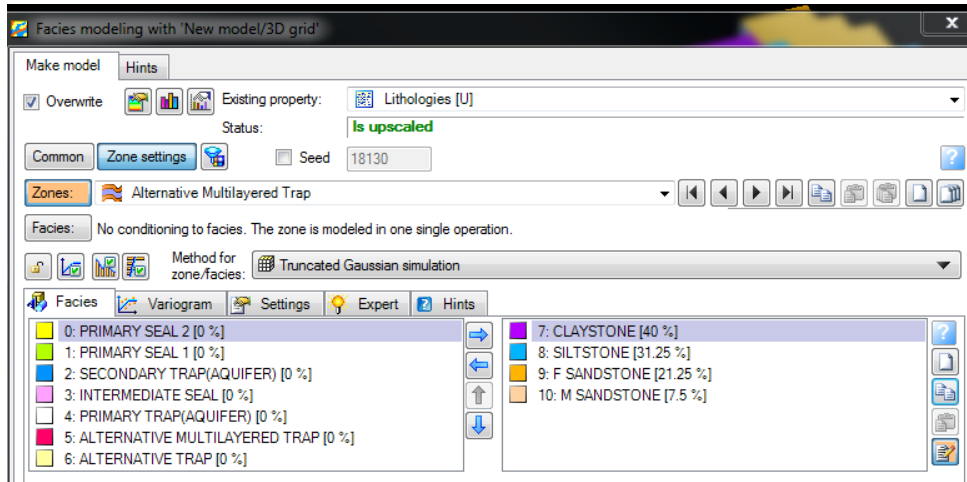 Facies modeling with 'New model/3D grid'
x
Make model Hints
Overwrite Existing property: Lithologies [U]
Status: Is upscaled
Common Zone settings Seed 18130 ?
Zones: Alternative Multilayered Trap
Facies: No conditioning to facies. The zone is modeled in one single operation.
Method for
zone/facies: Truncated Gaussian simulation
Facies Variogram Settings Expert ? Hints
0: PRIMARY SEAL 2 [0 %]
1: PRIMARY SEAL 1 [0 %]
2: SECONDARY TRAP(AQUIFER) [0 %]
3: INTERMEDIATE SEAL [0 %]
4: PRIMARY TRAP(AQUIFER) [0 %]
5: ALTERNATIVE MULTILAYERED TRAP [0 %]
6: ALTERNATIVE TRAP [0 %]
7: CLAYSTONE [40 %]
8: SILTSTONE [31.25 %]
9: F SANDSTONE [21.25 %]
10: M SANDSTONE [7.5 %]
?